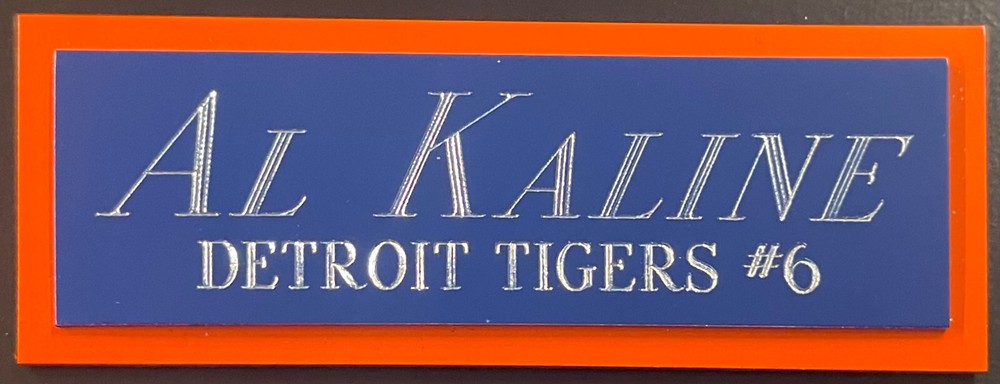 AL KALINE
DETROIT TIGERS #6